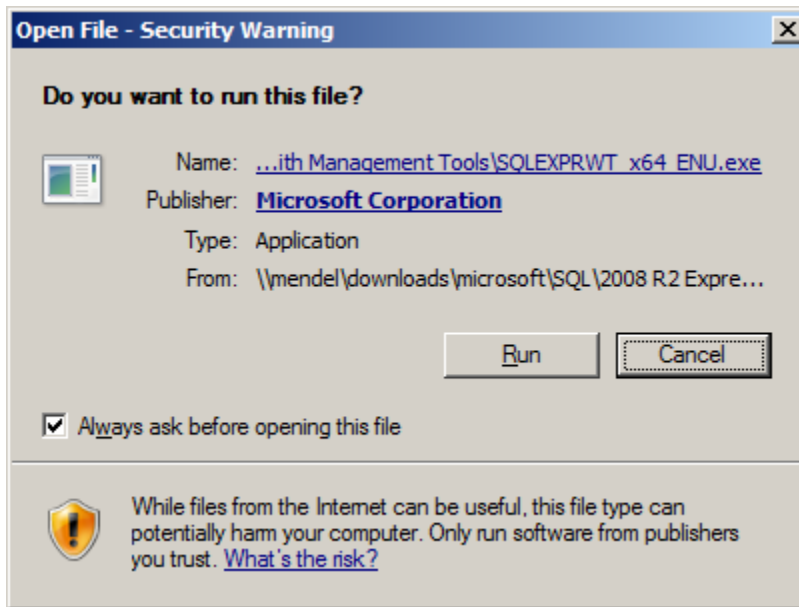 Open File - Security Warning
Do you want to run this file?
Name: ...ith Management Tools\SQLEXPRWT_x64_ENU.exe
Publisher: Microsoft Corporation
Type: Application
From: \\mendel\downloads\microsoft\SQL\2008 R2 Expre...
Run Cancel
Always ask before opening this file
While files from the Internet can be useful, this file type can
potentially harm your computer. Only run software from publishers
you trust. What's the risk?